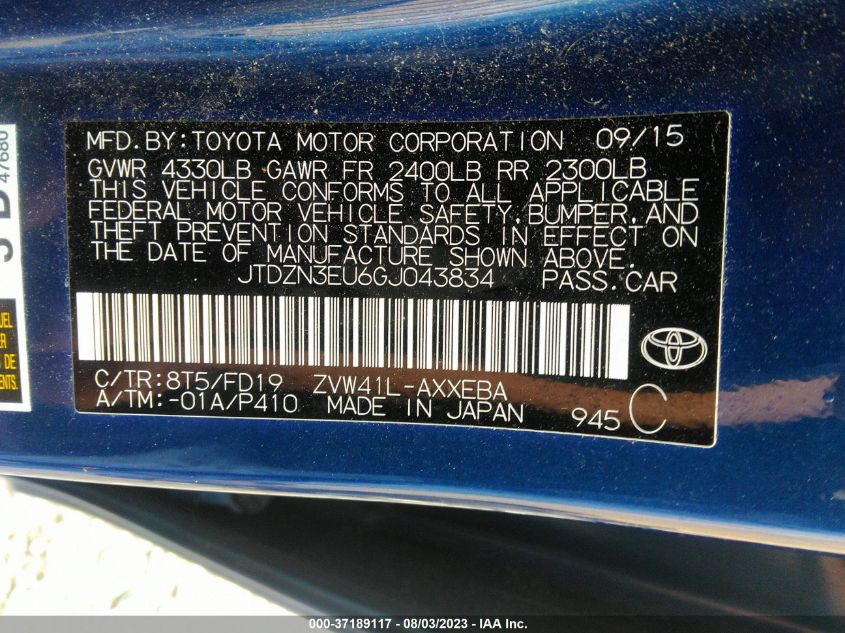 MFD.BY:TOYOTA MOTOR CORPORATION 09/15
GVWR 4330LB GAWR FR 2400LB RR 2300LB
THIS VEHICLE CONFORMS TO ALL APPLICABLE
FEDERAL MOTOR VEHICLE SAFETY,BUMPER,AND
THEFT PREVENTION STANDARDS IN EFFECT ON
THE DATE OF MANUFACTURE SHOWN ABOVE.
JTDZN3EU6GJ043834 PASS.CAR
C/TR:8T5/FD19 ZVW41L-AXXEBA
A/TM:-01A/P410 MADE IN JAPAN 945 C
47680
ENTS.
000-37189117 - 08/03/2023 - IAA Inc.